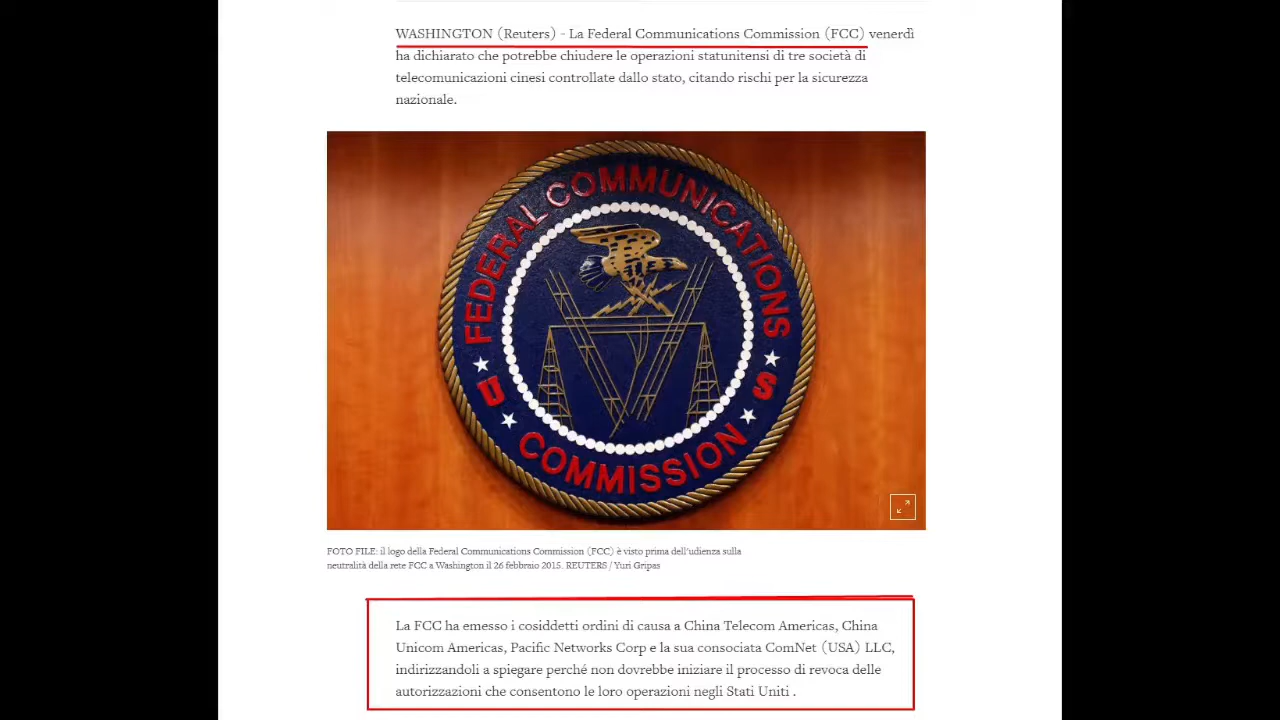 WASHINGTON (Reuters) - La Federal Communications Commission (FCC) venerdì
ha dichiarato che potrebbe chiudere le operazioni statunitensi di tre società di
telecomunicazioni cinesi controllate dallo stato, citando rischi per la sicurezza
nazionale.
FEDERAL COMMUNICATIONS
U S
COMMISSION
FOTO FILE: il logo della Federal Communications Commission (FCC) è visto prima dell'udienza sulla
neutralità della rete FCC a Washington il 26 febbraio 2015. REUTERS / Yuri Gripas
La FCC ha emesso i cosiddetti ordini di causa a China Telecom Americas, China
Unicom Americas, Pacific Networks Corp e la sua consociata ComNet (USA) LLC,
indirizzandoli a spiegare perché non dovrebbe iniziare il processo di revoca delle
autorizzazioni che consentono le loro operazioni negli Stati Uniti .